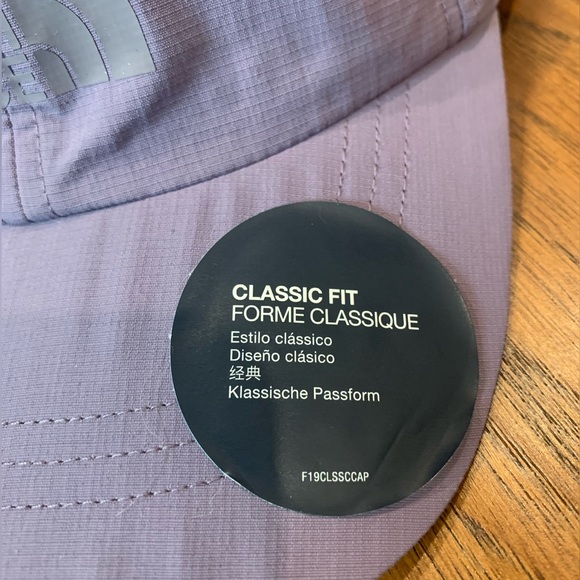 CLASSIC FIT
FORME CLASSIQUE
Estilo clássico
Diseño clásico
经典
Klassische Passform
F19CLSSCCAP